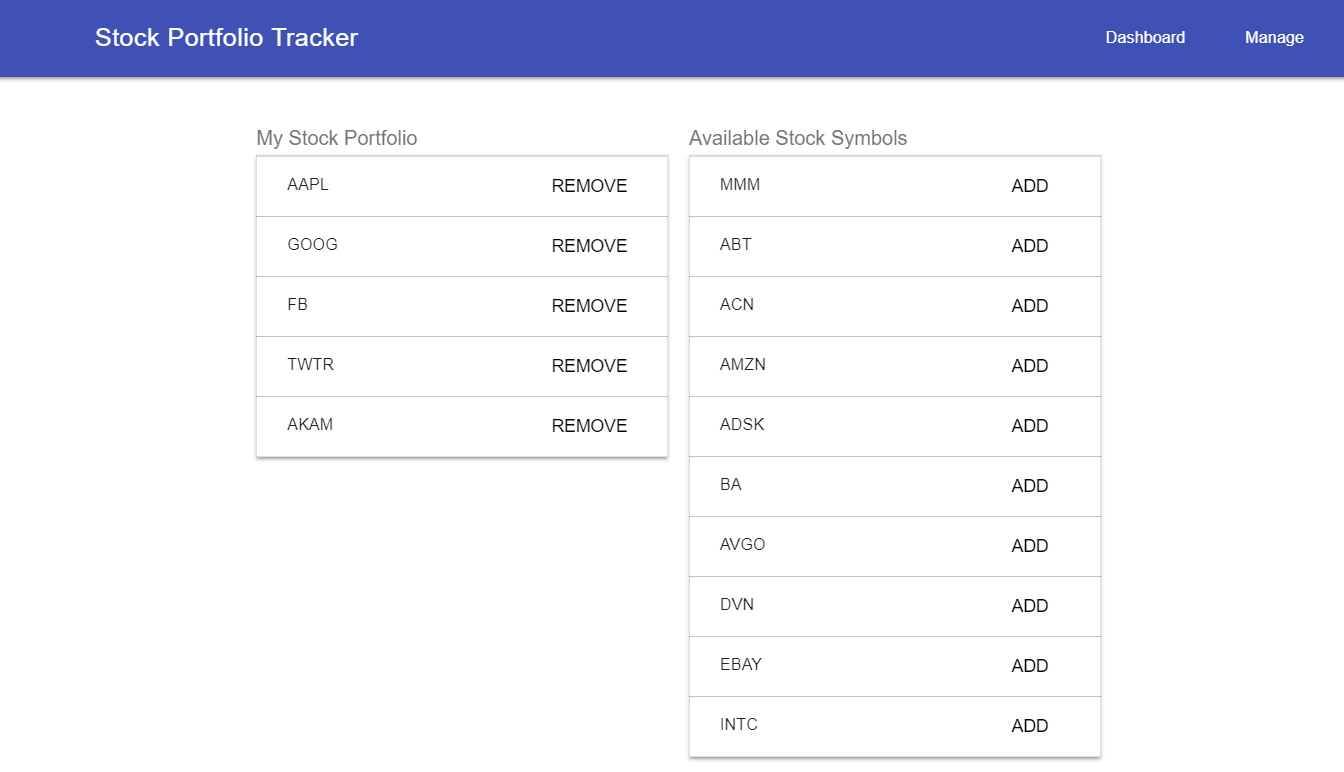 Stock Portfolio Tracker Dashboard Manage
My Stock Portfolio
AAPL REMOVE
GOOG REMOVE
FB REMOVE
TWTR REMOVE
AKAM REMOVE
Available Stock Symbols
MMM ADD
ABT ADD
ACN ADD
AMZN ADD
ADSK ADD
BA ADD
AVGO ADD
DVN ADD
EBAY ADD
INTC ADD